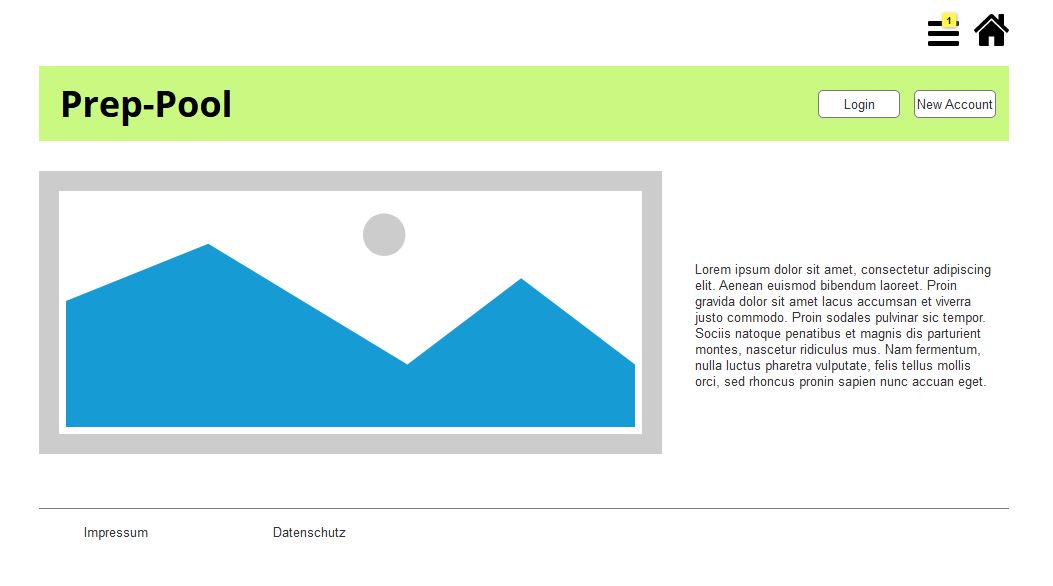 1
Prep-Pool
Login
New Account
Lorem ipsum dolor sit amet, consectetur adipiscing
elit. Aenean euismod bibendum laoreet. Proin
gravida dolor sit amet lacus accumsan et viverra
justo commodo. Proin sodales pulvinar sic tempor.
Sociis natoque penatibus et magnis dis parturient
montes, nascetur ridiculus mus. Nam fermentum,
nulla luctus pharetra vulputate, felis tellus mollis
orci, sed rhoncus pronin sapien nunc accuan eget.
Impressum
Datenschutz